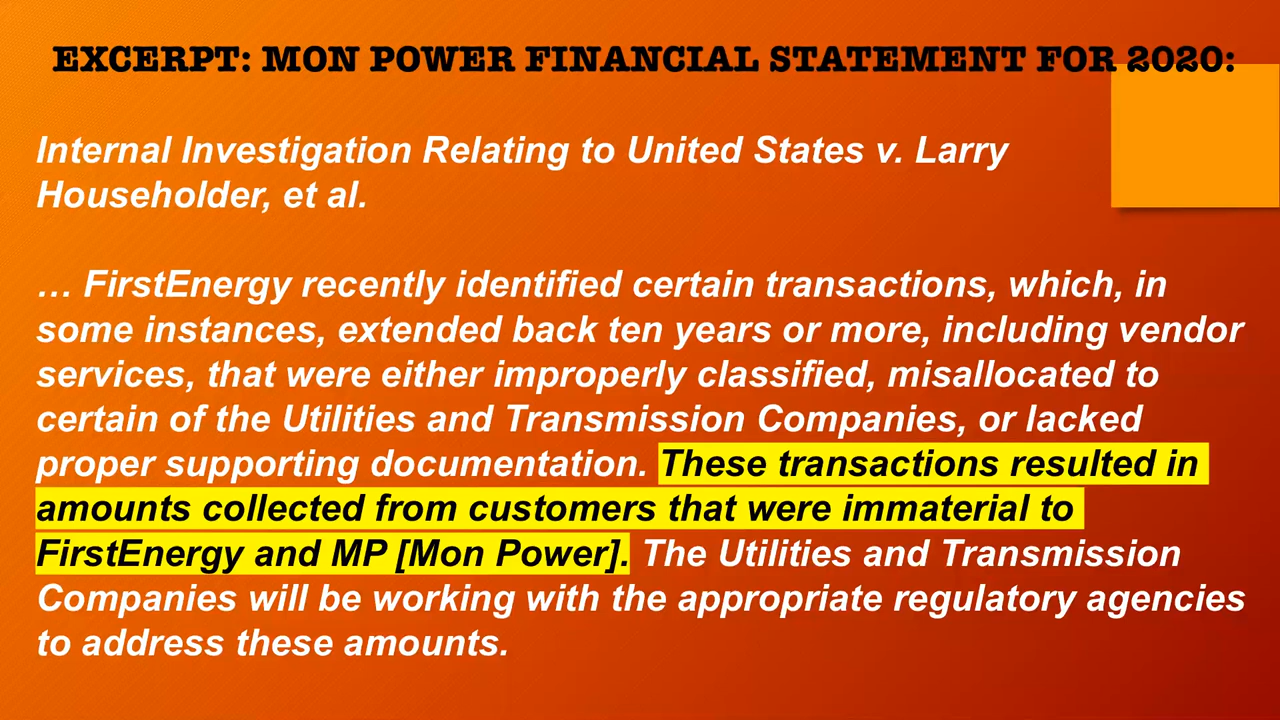 EXCERPT: MON POWER FINANCIAL STATEMENT FOR 2020:
Internal Investigation Relating to United States v. Larry
Householder, et al.
… FirstEnergy recently identified certain transactions, which, in
some instances, extended back ten years or more, including vendor
services, that were either improperly classified, misallocated to
certain of the Utilities and Transmission Companies, or lacked
proper supporting documentation. These transactions resulted in
amounts collected from customers that were immaterial to
FirstEnergy and MP [Mon Power]. The Utilities and Transmission
Companies will be working with the appropriate regulatory agencies
to address these amounts.